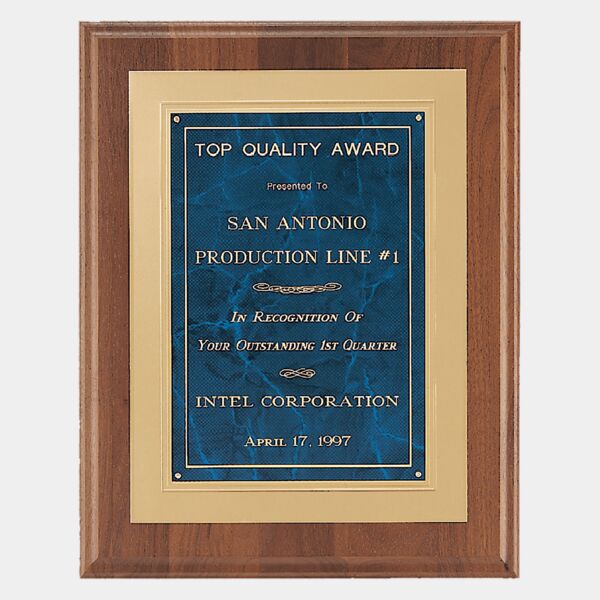 TOP QUALITY AWARD
Presented To
SAN ANTONIO
PRODUCTION LINE #1
IN RECOGNITION OF
YOUR OUTSTANDING 1ST QUARTER
INTEL CORPORATION
APRIL 17, 1997